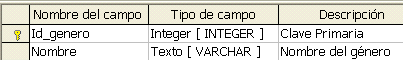 Nombre del campo Tipo de campo Descripción
Id_genero Integer [ INTEGER ] Clave Primaria
Nombre Texto [ VARCHAR ] Nombre del género